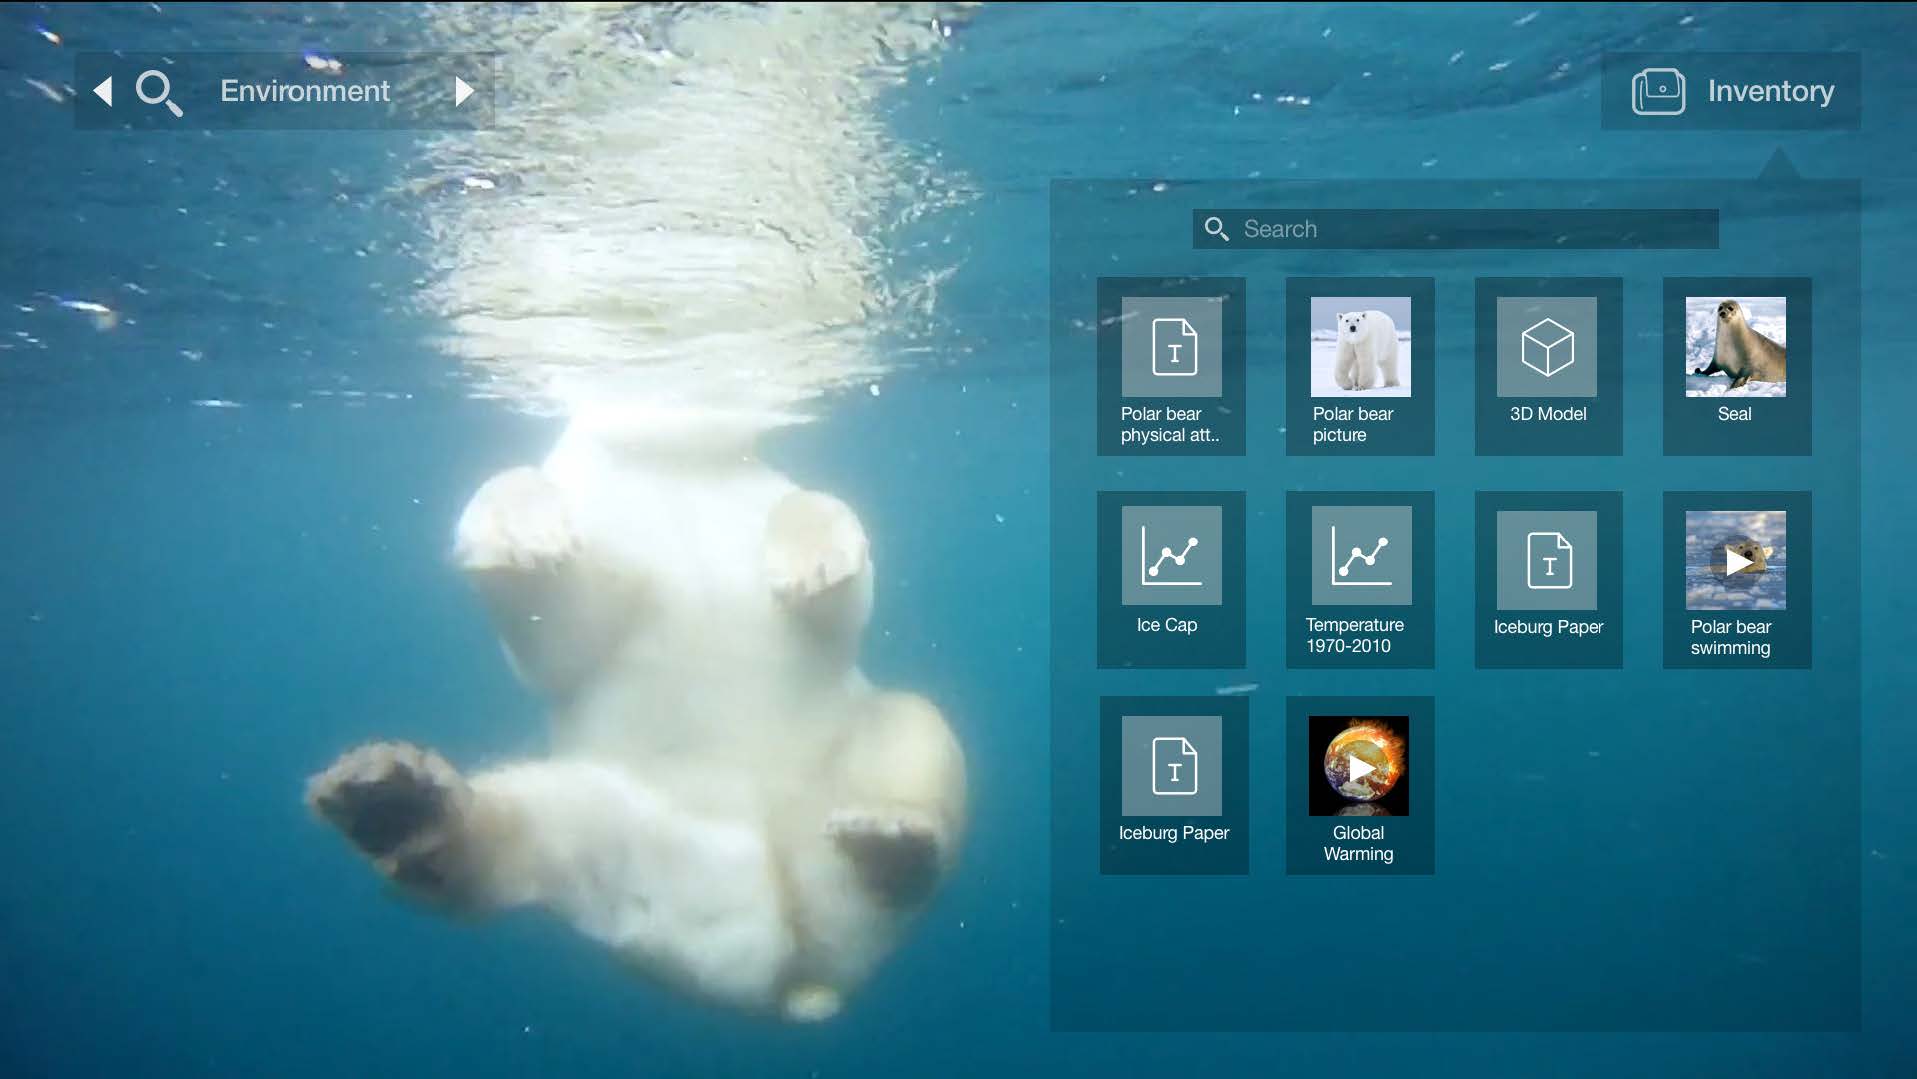 Environment
Inventory
Search
Polar bear
physical att..
Polar bear
picture
3D Model
Seal
Ice Cap
Temperature
1970-2010
Iceburg Paper
Polar bear
swimming
Iceburg Paper
Global
Warming